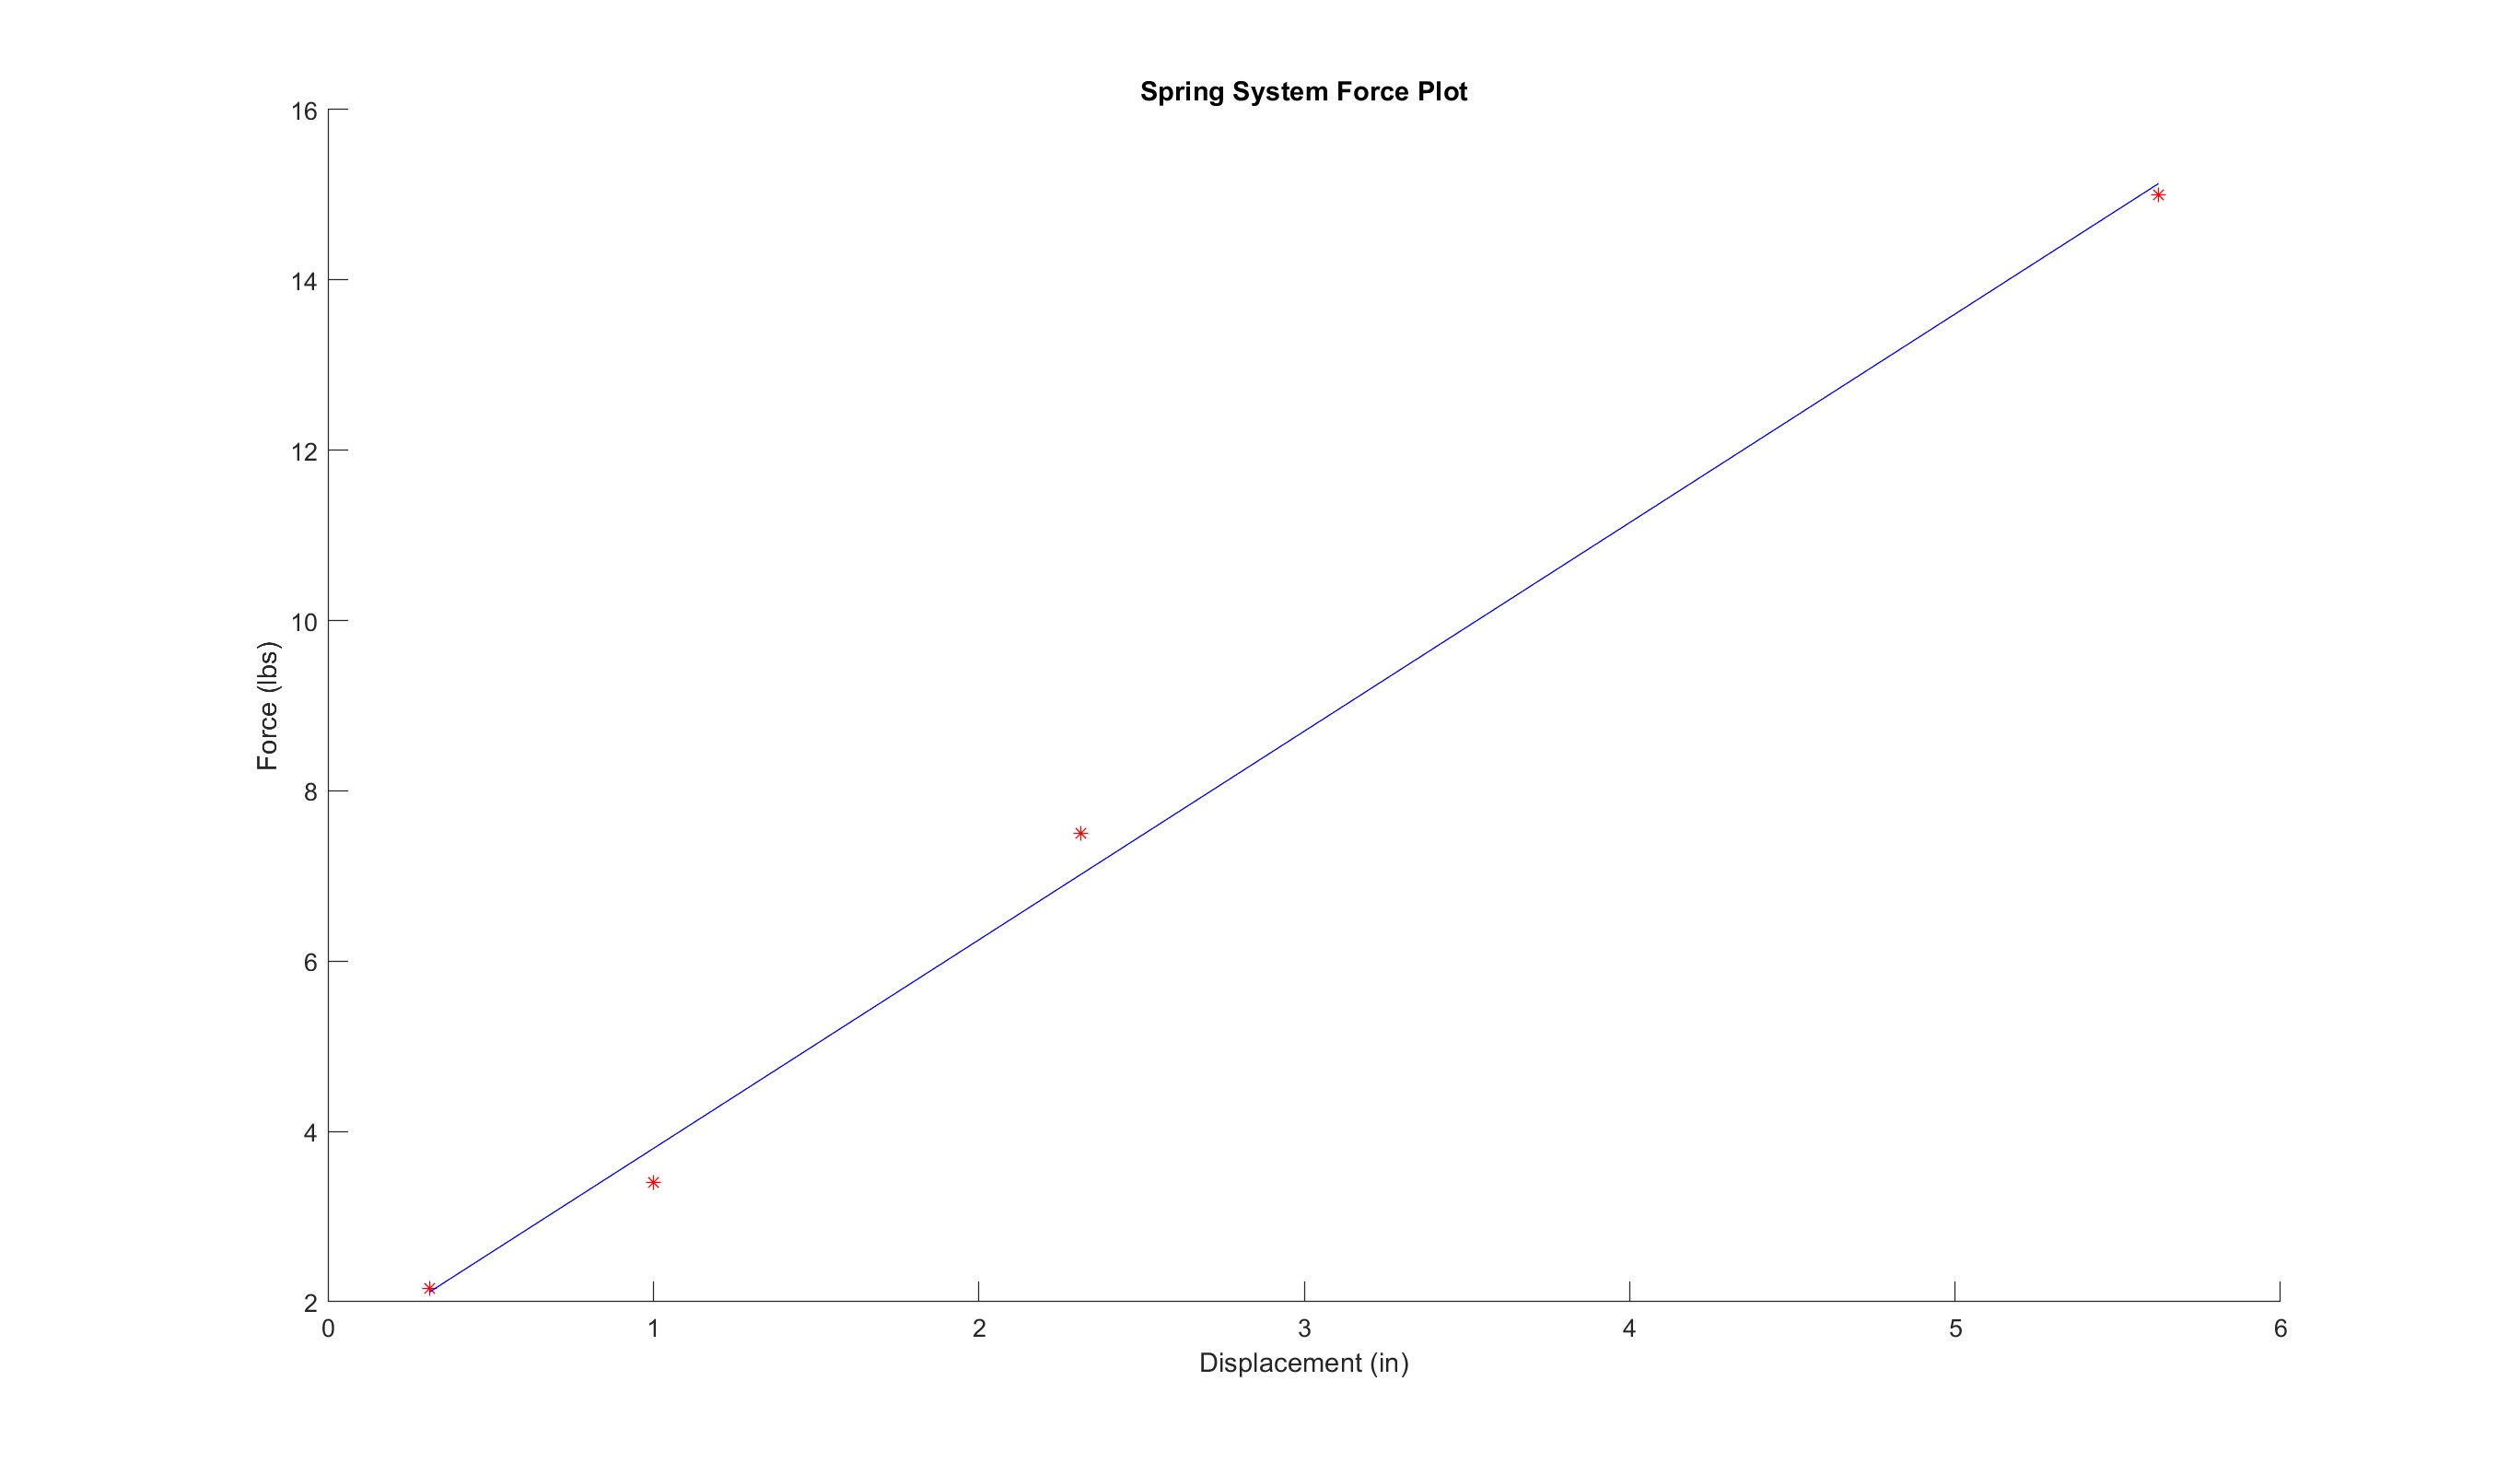 Spring System Force Plot
16
14
12
10
8
6
4
2
Force (lbs)
0 1 2 3 4 5 6
Displacement (in)